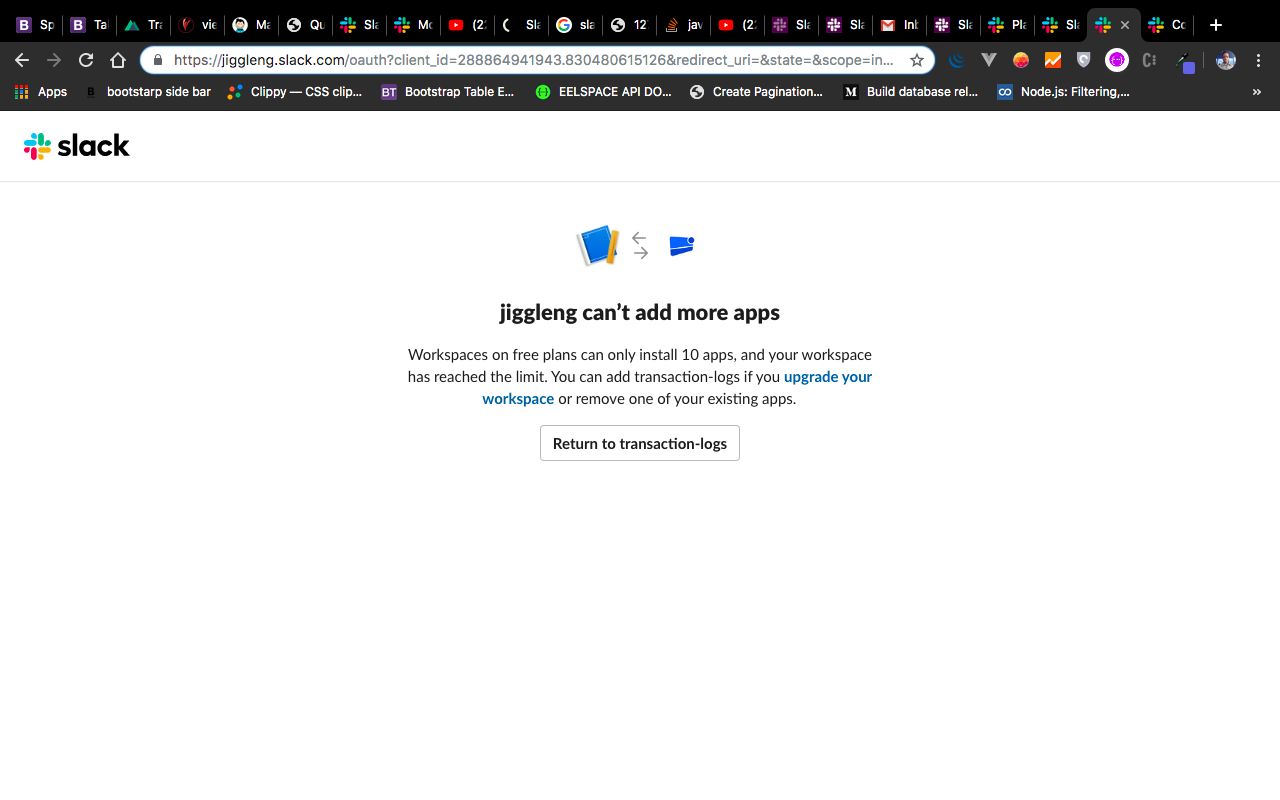 Sp Tal Tra vie Ma Qu Sla Mo (2: Sla sla 12 jav (2: Sla Sla Inb Sla Pla Sla Co
https://jiggleng.slack.com/oauth?client_id=288864941943.830480615126&redirect_uri=&state=&scope=in...
Apps bootstarp side bar Clippy — CSS clip... BT Bootstrap Table E... EELSPACE API DO... Create Pagination... Build database rel... Node.js: Filtering,... »
slack
jiggleng can’t add more apps
Workspaces on free plans can only install 10 apps, and your workspace
has reached the limit. You can add transaction-logs if you upgrade your
workspace or remove one of your existing apps.
Return to transaction-logs